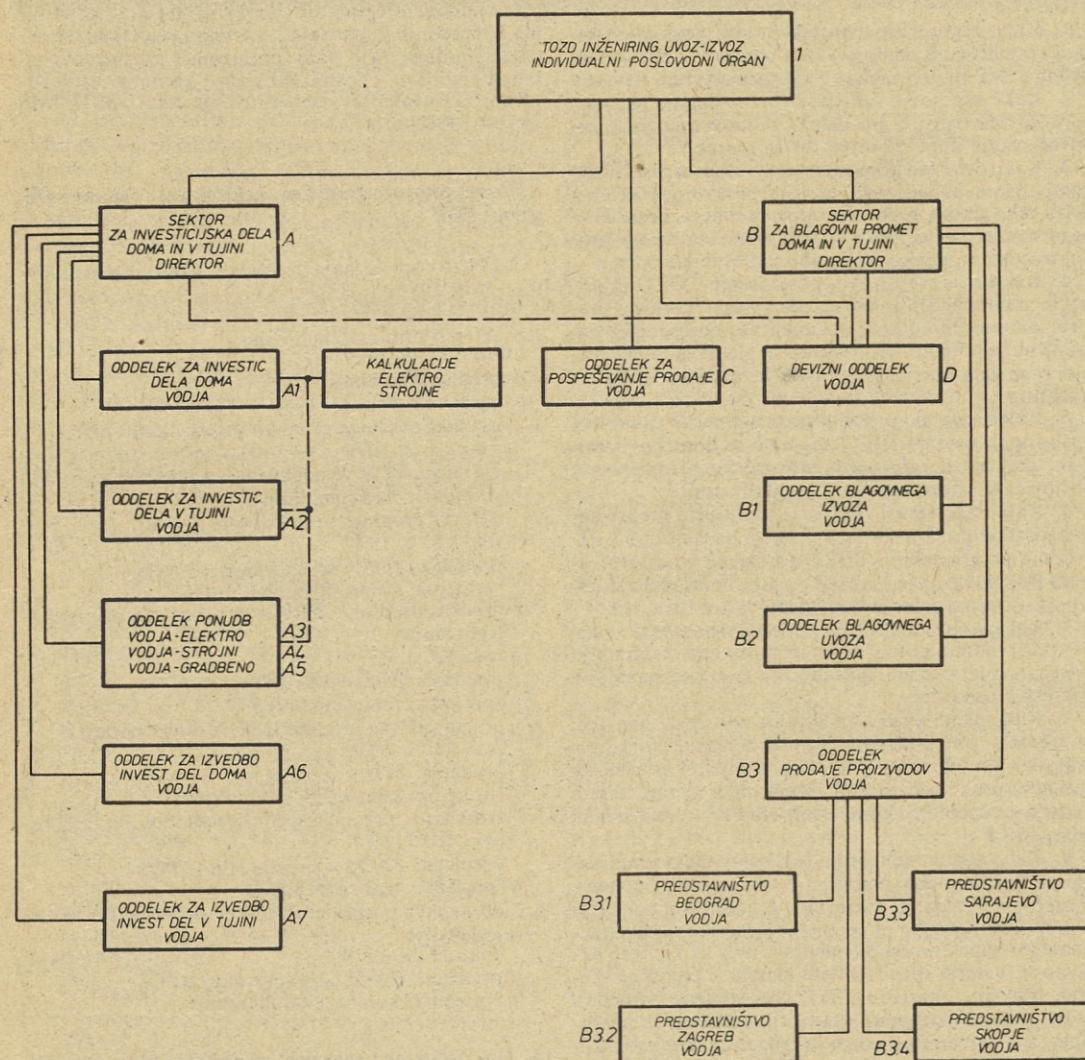 TOZD INŽENIRING UVOZ-IZVOZ
INDIVIDUALNI POSLOVODNI ORGAN
1
SEKTOR
ZA INVESTICIJSKA DELA
DOMA IN V TUJINI
DIREKTOR
A
B
SEKTOR
ZA BLAGOVNI PROMET
DOMA IN V TUJINI
DIREKTOR
ODDELEK ZA INVESTIC
DELA DOMA
VODJA
A1
KALKULACIJE
ELEKTRO
STROJNE
ODDELEK ZA
POSPEŠEVANJE PRODAJE
VODJA
C
DEVIZNI ODDELEK
VODJA
D
ODDELEK ZA INVESTIC
DELA V TUJINI
VODJA
A2
B1
ODDELEK BLAGOVNEGA
IZVOZA
VODJA
ODDELEK PONUDB
VODJA-ELEKTRO
VODJA-STROJNI
VODJA-GRADBENO
A3
A4
A5
B2
ODDELEK BLAGOVNEGA
UVOZA
VODJA
ODDELEK ZA IZVEDBO
INVEST DEL DOMA
VODJA
A6
B3
ODDELEK
PRODAJE PROIZVODOV
VODJA
ODDELEK ZA IZVEDBO
INVEST DEL V TUJINI
VODJA
A7
B31
PREDSTAVNIŠTVO
BEOGRAD
VODJA
B33
PREDSTAVNIŠTVO
SARAJEVO
VODJA
B32
PREDSTAVNIŠTVO
ZAGREB
VODJA
B34
PREDSTAVNIŠTVO
SKOPJE
VODJA